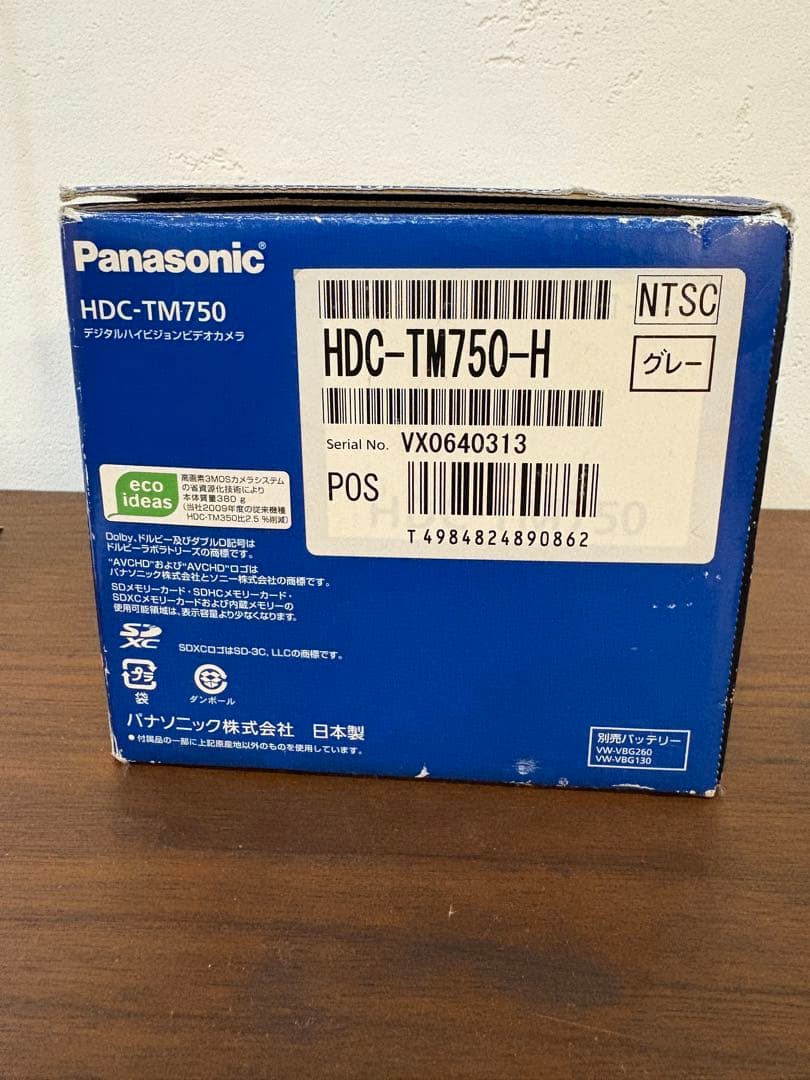 Panasonic®
HDC-TM750
デジタルハイビジョンビデオカメラ
NTSC
HDC-TM750-H
グレー
Serial No. VX0640313
POS
T 4984824890862
eco
ideas
高画素3MOSカメラシステム
の省資源化技術により
本体質量380 g
(当社2009年度の従来機種
HDC-TM350比2.5 %削減)
Dolby、ドルビー及びダブルD記号は
ドルビーラボラトリーズの商標です。
"AVCHD"および"AVCHD"ロゴは
パナソニック株式会社とソニー株式会社の商標です。
SDメモリーカード・SDHCメモリーカード・
SDXCメモリーカードおよび内蔵メモリーの
使用可能領域は、表示容量より少なくなります。
SD
XC
SDXCロゴはSD-3C, LLCの商標です。
プラ
袋
ダンボール
パナソニック株式会社 日本製
●付属品の一部に上記原産地以外のものを使用しています。
別売バッテリー
VW-VBG260
VW-VBG130